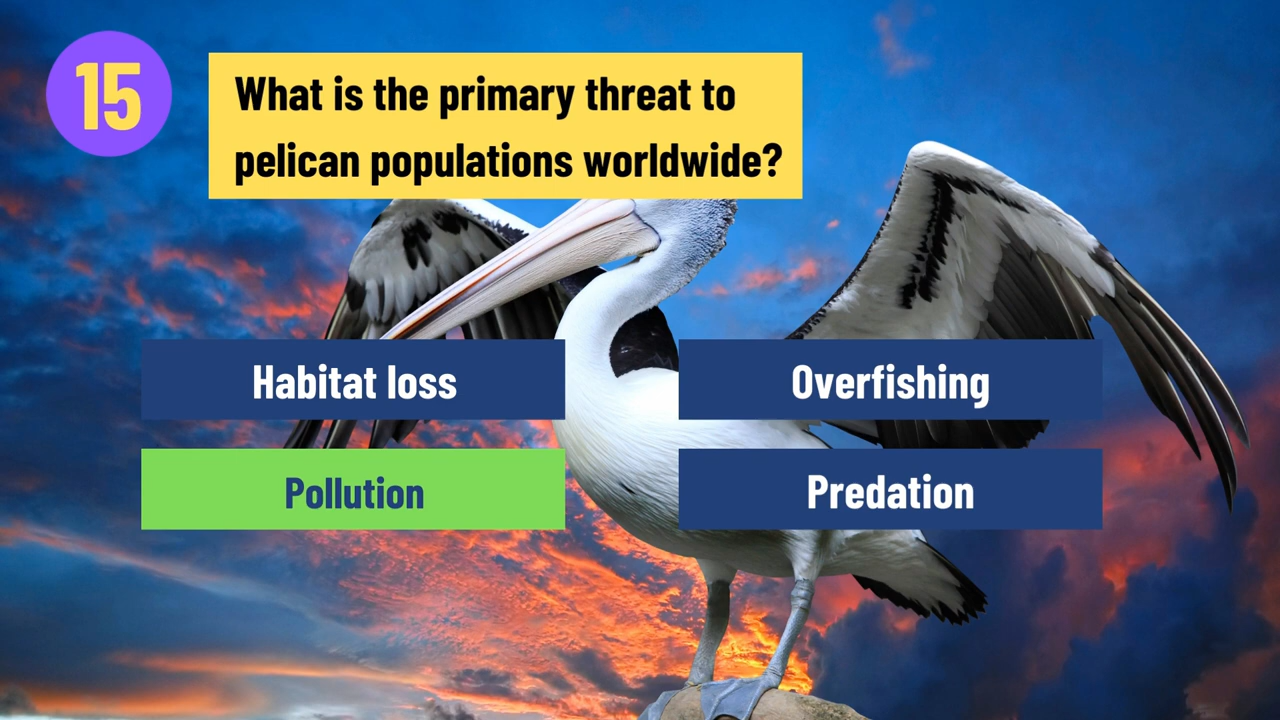 15
What is the primary threat to
pelican populations worldwide?
Habitat loss
Overfishing
Pollution
Predation